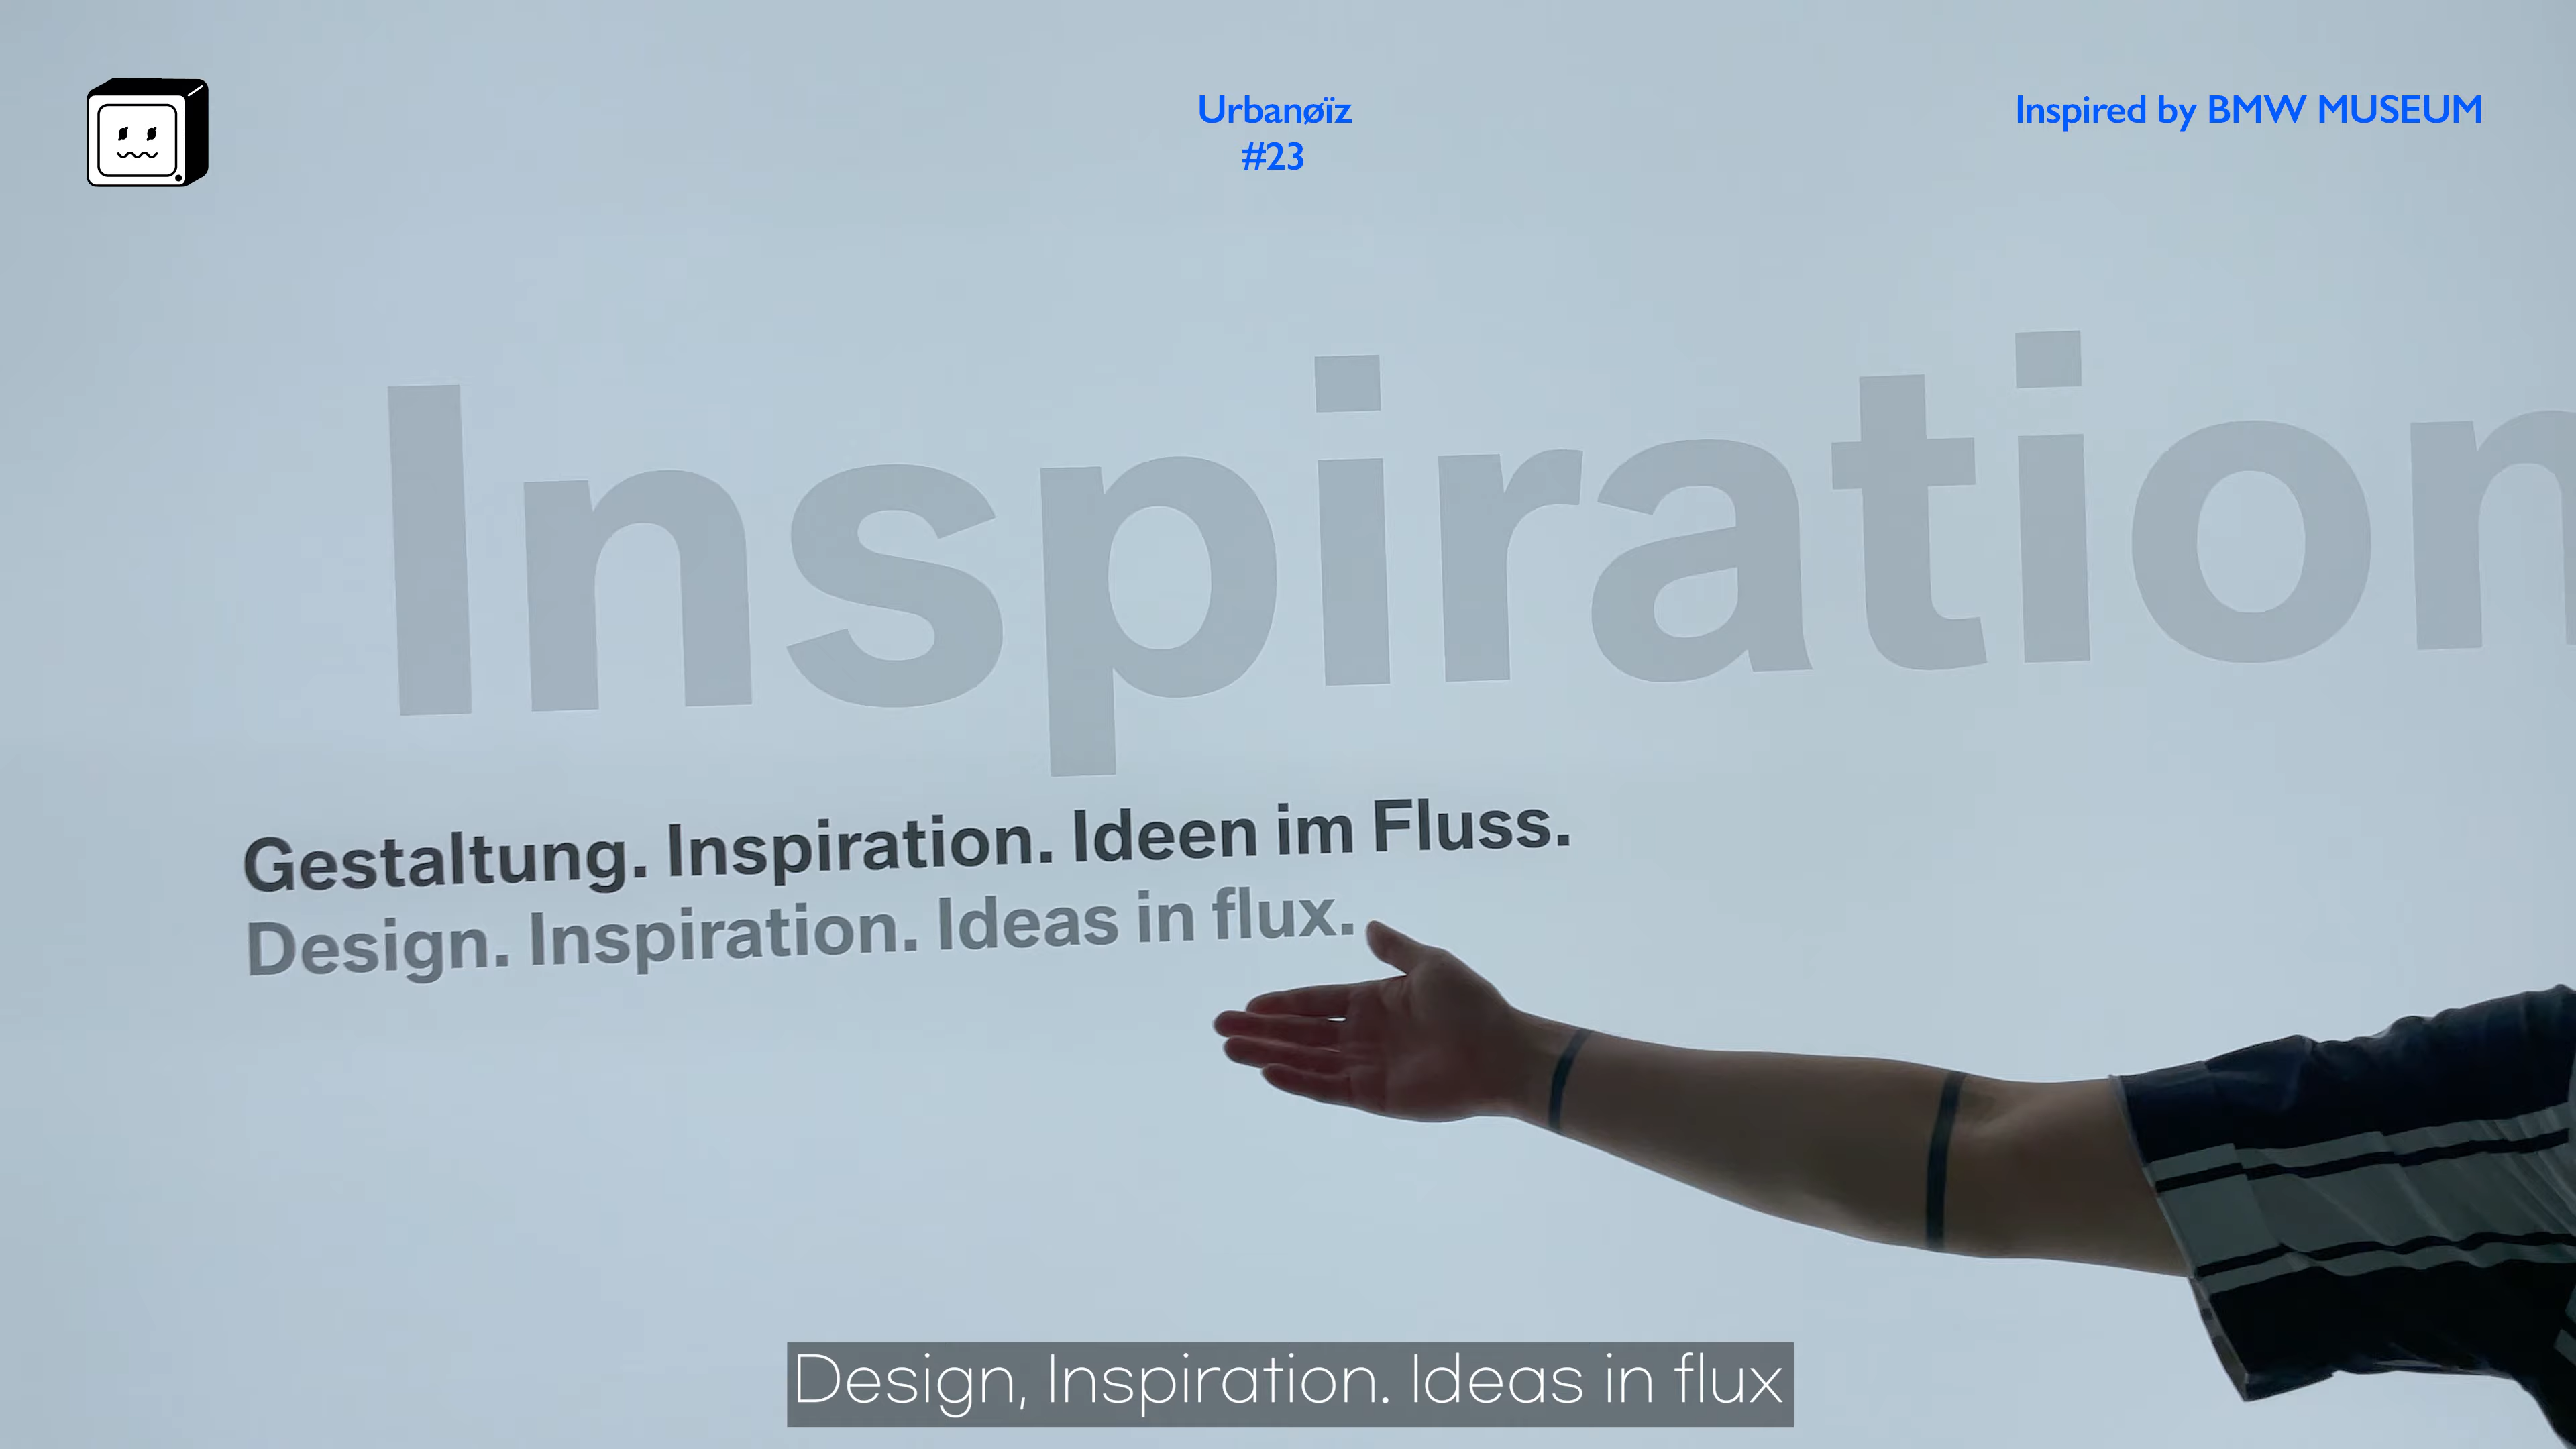 Urbanøïz
#23
Inspired by BMW MUSEUM
Inspiration
Gestaltung. Inspiration. Ideen im Fluss.
Design. Inspiration. Ideas in flux.
Design, Inspiration. Ideas in flux